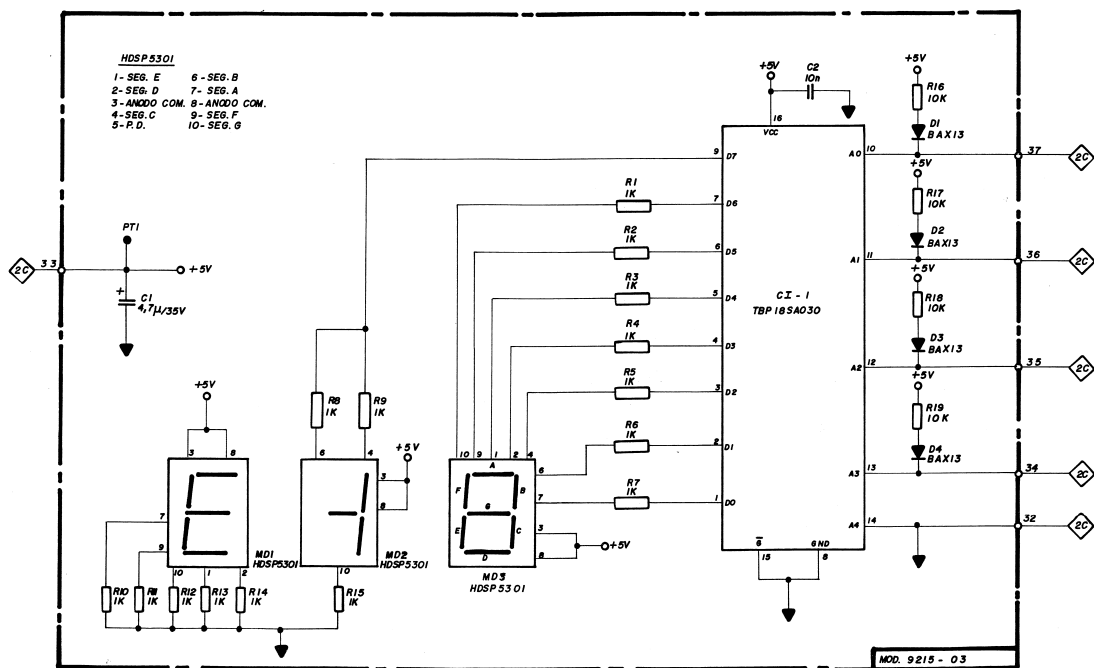 HDSP5301
1 - SEG. E 6 - SEG. B
2 - SEG. D 7 - SEG. A
3 - ANODO COM. 8 - ANODO COM.
4 - SEG. C 9 - SEG. F
5 - P.D. 10 - SEG. G
2C
33
PT1
+5V
+
C1
4,7μ/35V
+5V
3 8
7
9
10 1 2
MD1
HDSP5301
R10
1K
R11
1K
R12
1K
R13
1K
R14
1K
R8
1K
R9
1K
6 4
+5V
3
8
MD2
HDSP5301
10
R15
1K
R1
1K
R2
1K
R3
1K
R4
1K
R5
1K
R6
1K
R7
1K
10 9 1 2 4
A
F B
G
E C
D
6
7
3
8
+5V
MD3
HDSP5301
+5V
C2
10n
16
VCC
9 D7
7 D6
6 D5
5 D4
4 D3
3 D2
2 D1
1 D0
CI - 1
TBP18SA030
G GND
15 8
A0 10
A1 11
A2 12
A3 13
A4 14
+5V
R16
10K
D1
BAX13
37
2C
+5V
R17
10K
D2
BAX13
36
2C
+5V
R18
10K
D3
BAX13
35
2C
+5V
R19
10K
D4
BAX13
34
2C
32
2C
MOD. 9215 - 03